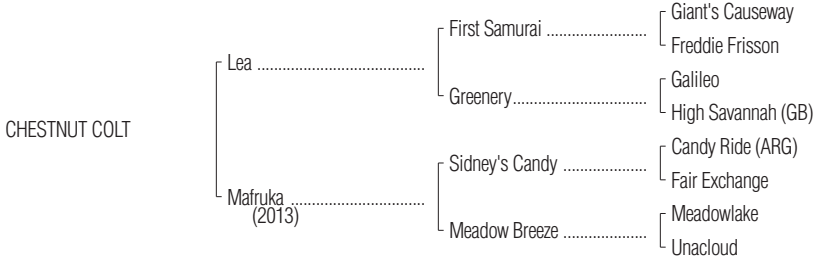 Giant's Causeway
First Samurai ........................
Freddie Frisson
Lea ........................................
Galileo
Greenery................................
High Savannah (GB)
CHESTNUT COLT
Candy Ride (ARG)
Sidney's Candy ....................
Fair Exchange
Mafruka ................................
(2013)
Meadowlake
Meadow Breeze ....................
Unacloud